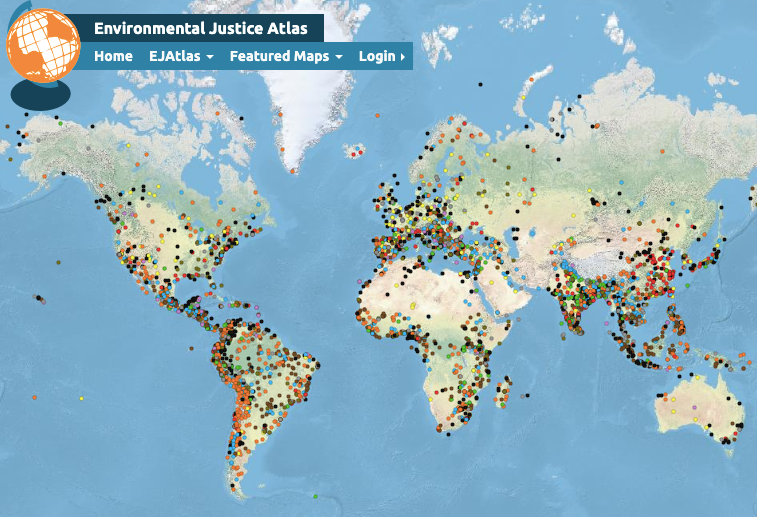 Environmental Justice Atlas
Home EJAtlas Featured Maps Login